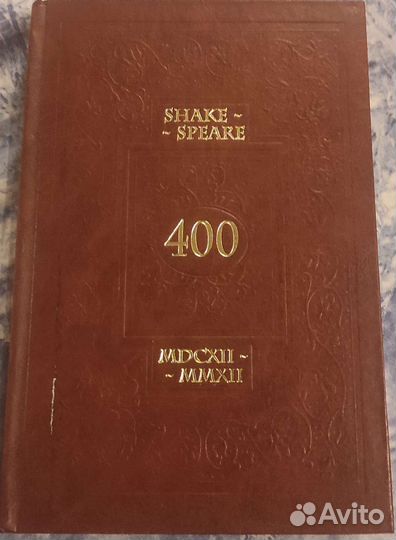 SHAKE ~
~ SPEARE
400
MDCXII ~
~ MMXII
Avito